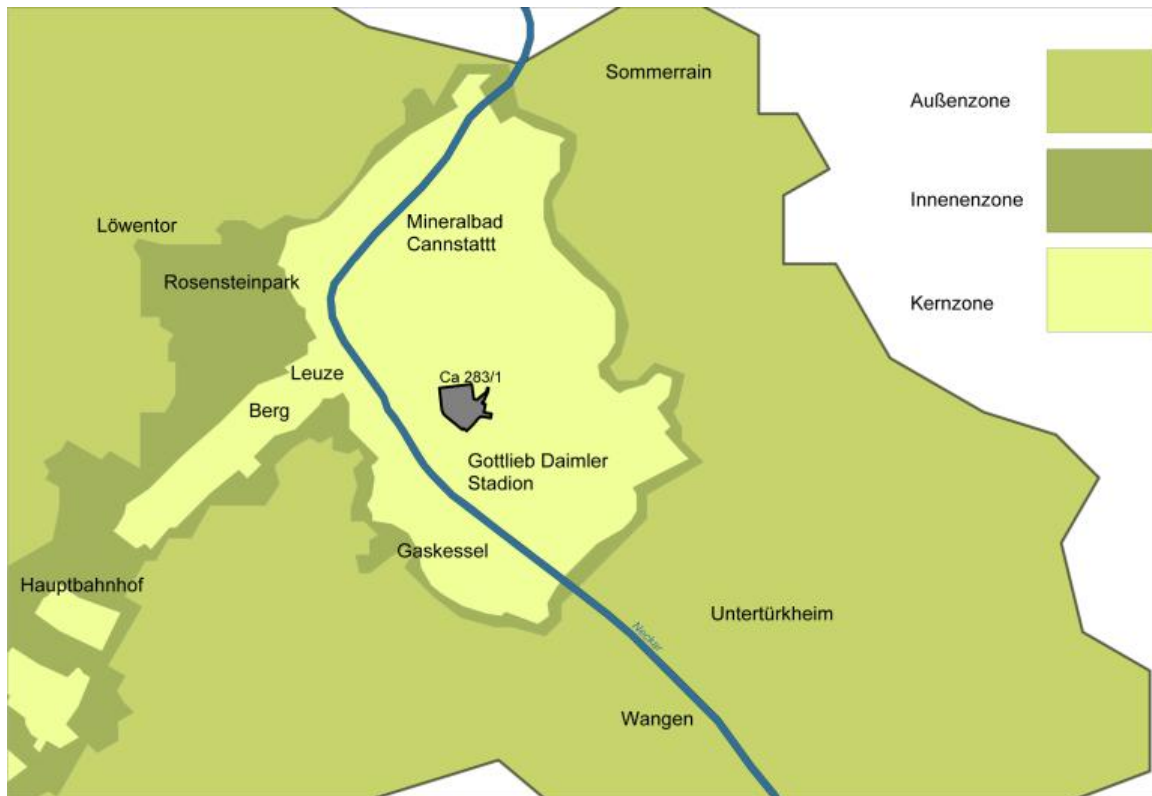 Sommerrain
Außenzone
Innenenzone
Löwentor
Mineralbad
Cannstattt
Rosensteinpark
Kernzone
Leuze
Ca 283/1
Berg
Gottlieb Daimler
Stadion
Gaskessel
Hauptbahnhof
Untertürkheim
Neckar
Wangen